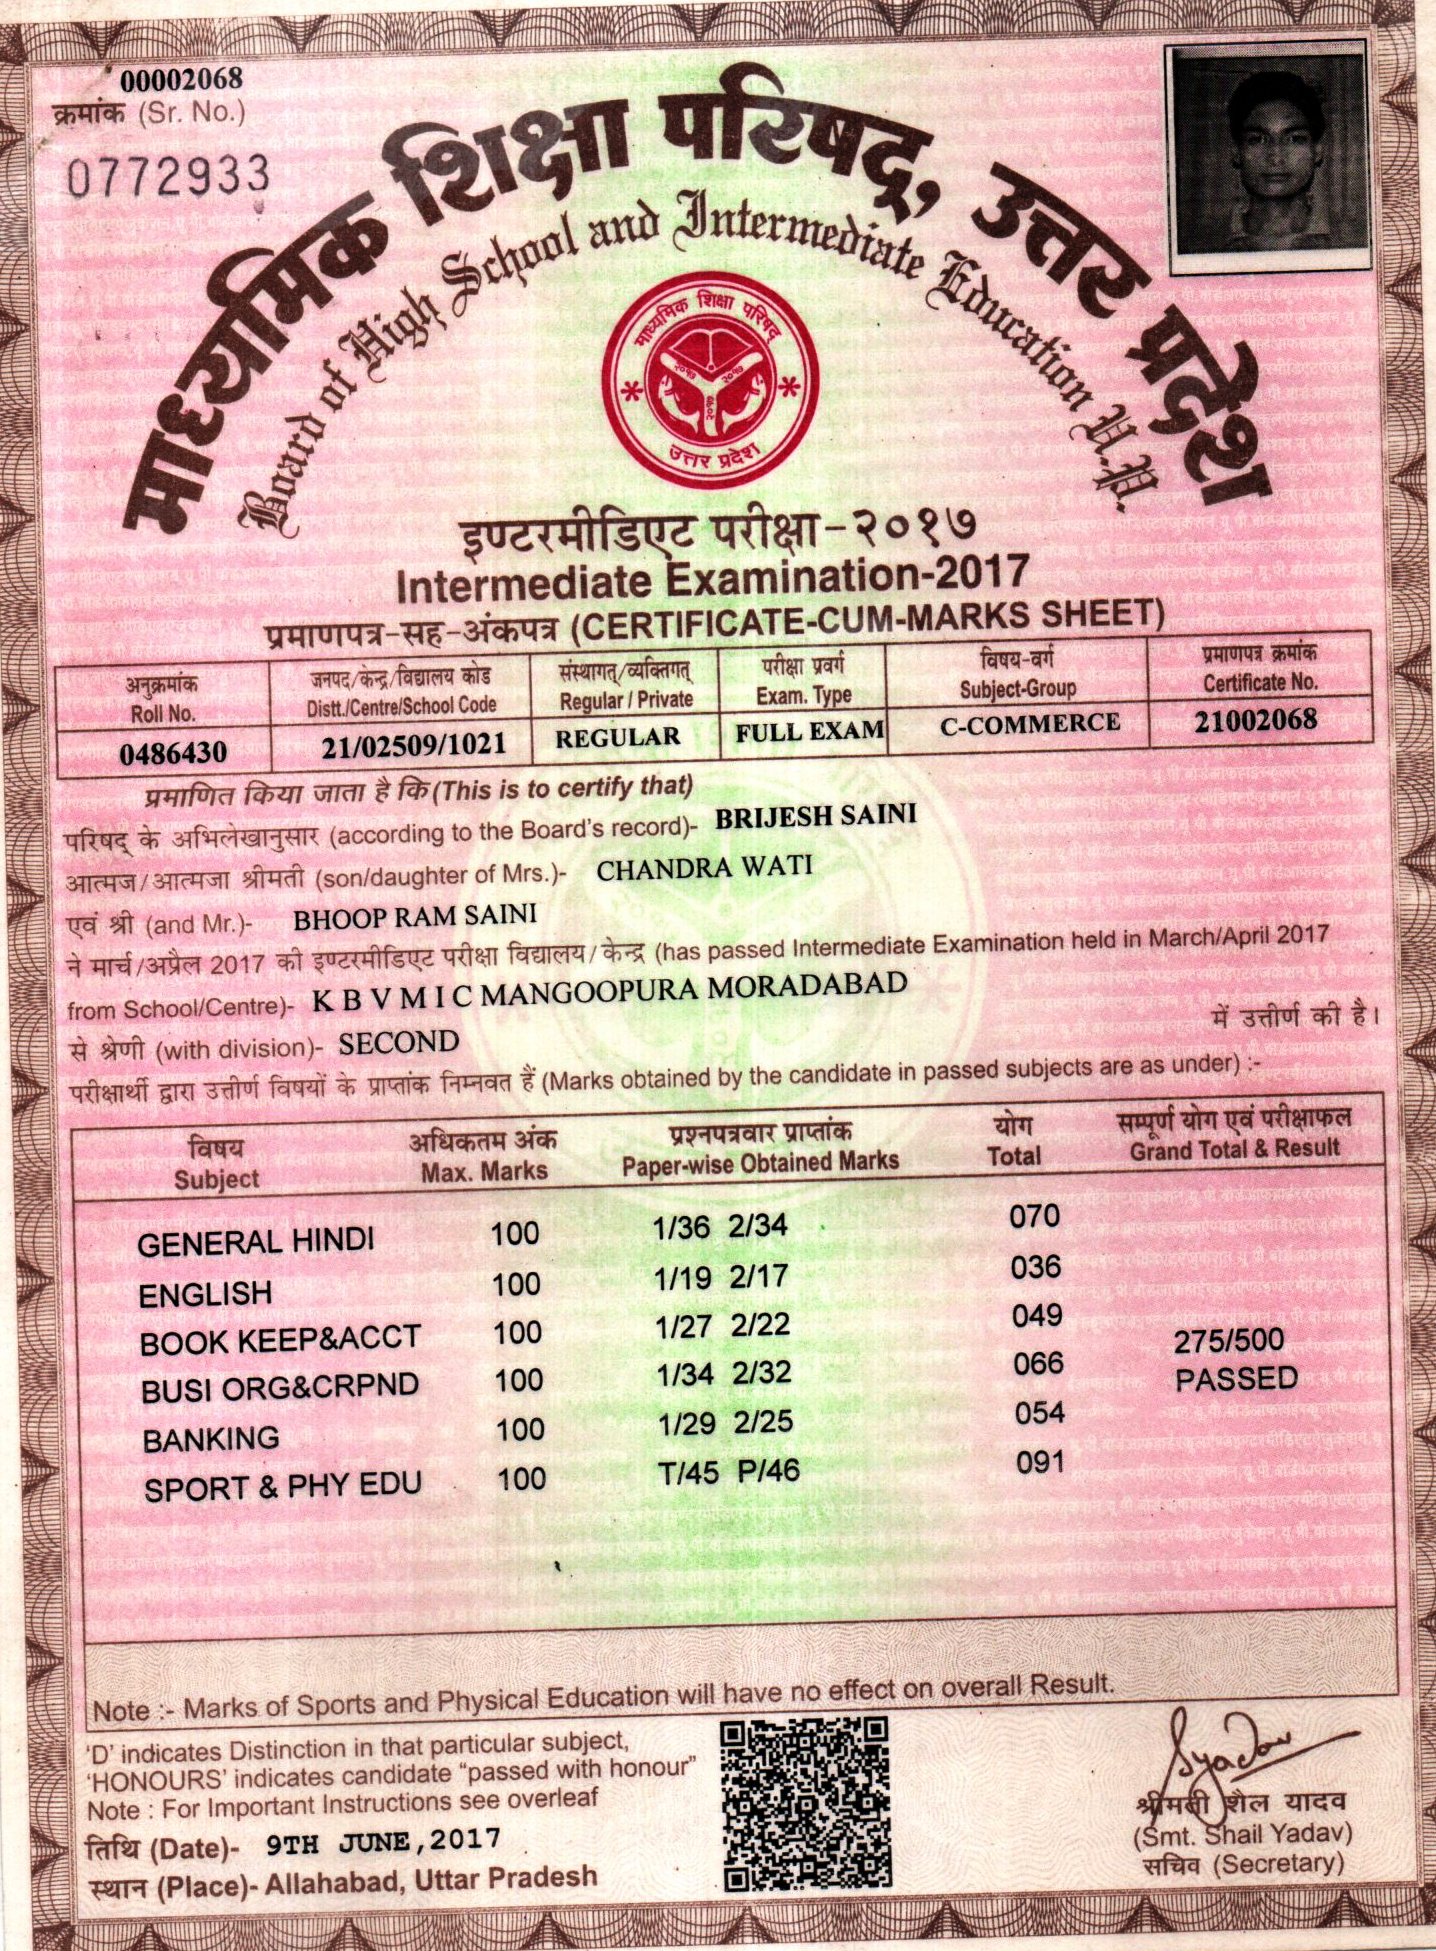 00002068
क्रमांक (Sr. No.)
0772933
माध्यमिक शिक्षा परिषद्, उत्तर प्रदेश
Board of High School and Intermediate Education U.P.
माध्यमिक शिक्षा परिषद्
२०१७ २०१७
२०१७
उत्तर प्रदेश
इण्टरमीडिएट परीक्षा-२०१७
Intermediate Examination-2017
प्रमाणपत्र-सह-अंकपत्र (CERTIFICATE-CUM-MARKS SHEET)
अनुक्रमांक जनपद/केन्द्र/विद्यालय कोड संस्थागत्/व्यक्तिगत् परीक्षा प्रवर्ग विषय-वर्ग प्रमाणपत्र क्रमांक
Roll No. Distt./Centre/School Code Regular / Private Exam. Type Subject-Group Certificate No.
0486430 21/02509/1021 REGULAR FULL EXAM C-COMMERCE 21002068
प्रमाणित किया जाता है कि (This is to certify that)
परिषद् के अभिलेखानुसार (according to the Board's record)- BRIJESH SAINI
आत्मज/आत्मजा श्रीमती (son/daughter of Mrs.)- CHANDRA WATI
एवं श्री (and Mr.)- BHOOP RAM SAINI
ने मार्च/अप्रैल 2017 की इण्टरमीडिएट परीक्षा विद्यालय/केन्द्र (has passed Intermediate Examination held in March/April 2017
from School/Centre)- K B V M I C MANGOOPURA MORADABAD
से श्रेणी (with division)- SECOND में उत्तीर्ण की है।
परीक्षार्थी द्वारा उत्तीर्ण विषयों के प्राप्तांक निम्नवत हैं (Marks obtained by the candidate in passed subjects are as under) :-
विषय अधिकतम अंक प्रश्नपत्रवार प्राप्तांक योग सम्पूर्ण योग एवं परीक्षाफल
Subject Max. Marks Paper-wise Obtained Marks Total Grand Total & Result
GENERAL HINDI 100 1/36 2/34 070
ENGLISH 100 1/19 2/17 036
BOOK KEEP&ACCT 100 1/27 2/22 049 275/500
BUSI ORG&CRPND 100 1/34 2/32 066 PASSED
BANKING 100 1/29 2/25 054
SPORT & PHY EDU 100 T/45 P/46 091
Note :- Marks of Sports and Physical Education will have no effect on overall Result.
'D' indicates Distinction in that particular subject,
'HONOURS' indicates candidate "passed with honour"
Note : For Important Instructions see overleaf
तिथि (Date)- 9TH JUNE,2017
स्थान (Place)- Allahabad, Uttar Pradesh
SYadav
श्रीमती शैल यादव
(Smt. Shail Yadav)
सचिव (Secretary)